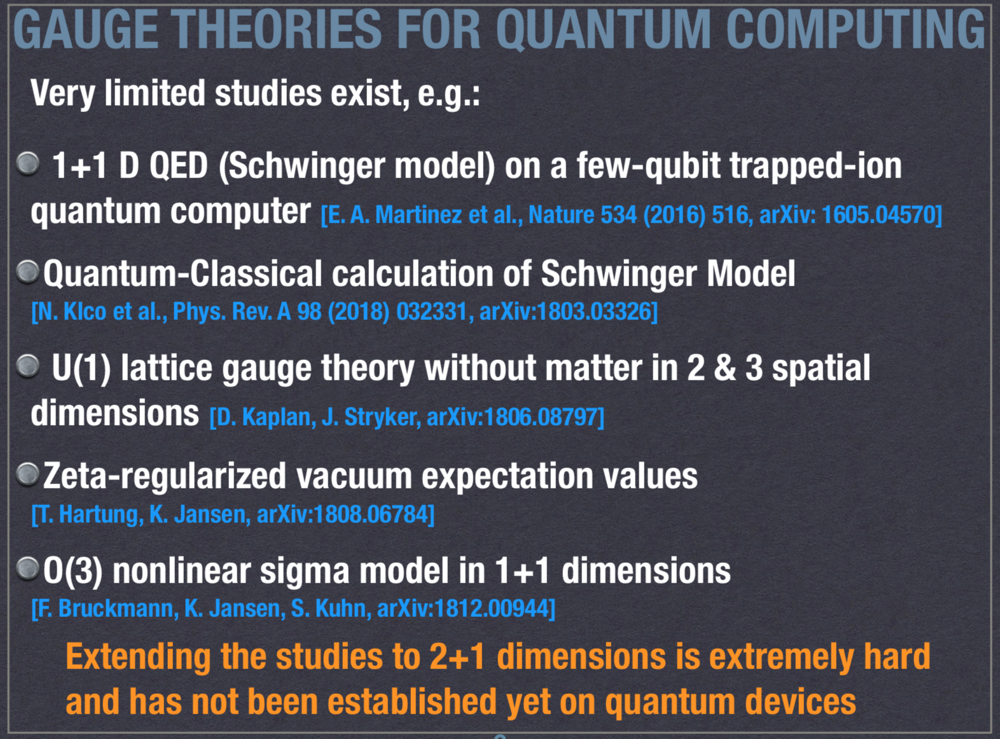 GAUGE THEORIES FOR QUANTUM COMPUTING
Very limited studies exist, e.g.:
1+1 D QED (Schwinger model) on a few-qubit trapped-ion
quantum computer [E. A. Martinez et al., Nature 534 (2016) 516, arXiv: 1605.04570]
Quantum-Classical calculation of Schwinger Model
[N. Klco et al., Phys. Rev. A 98 (2018) 032331, arXiv:1803.03326]
U(1) lattice gauge theory without matter in 2 & 3 spatial
dimensions [D. Kaplan, J. Stryker, arXiv:1806.08797]
Zeta-regularized vacuum expectation values
[T. Hartung, K. Jansen, arXiv:1808.06784]
O(3) nonlinear sigma model in 1+1 dimensions
[F. Bruckmann, K. Jansen, S. Kuhn, arXiv:1812.00944]
Extending the studies to 2+1 dimensions is extremely hard
and has not been established yet on quantum devices